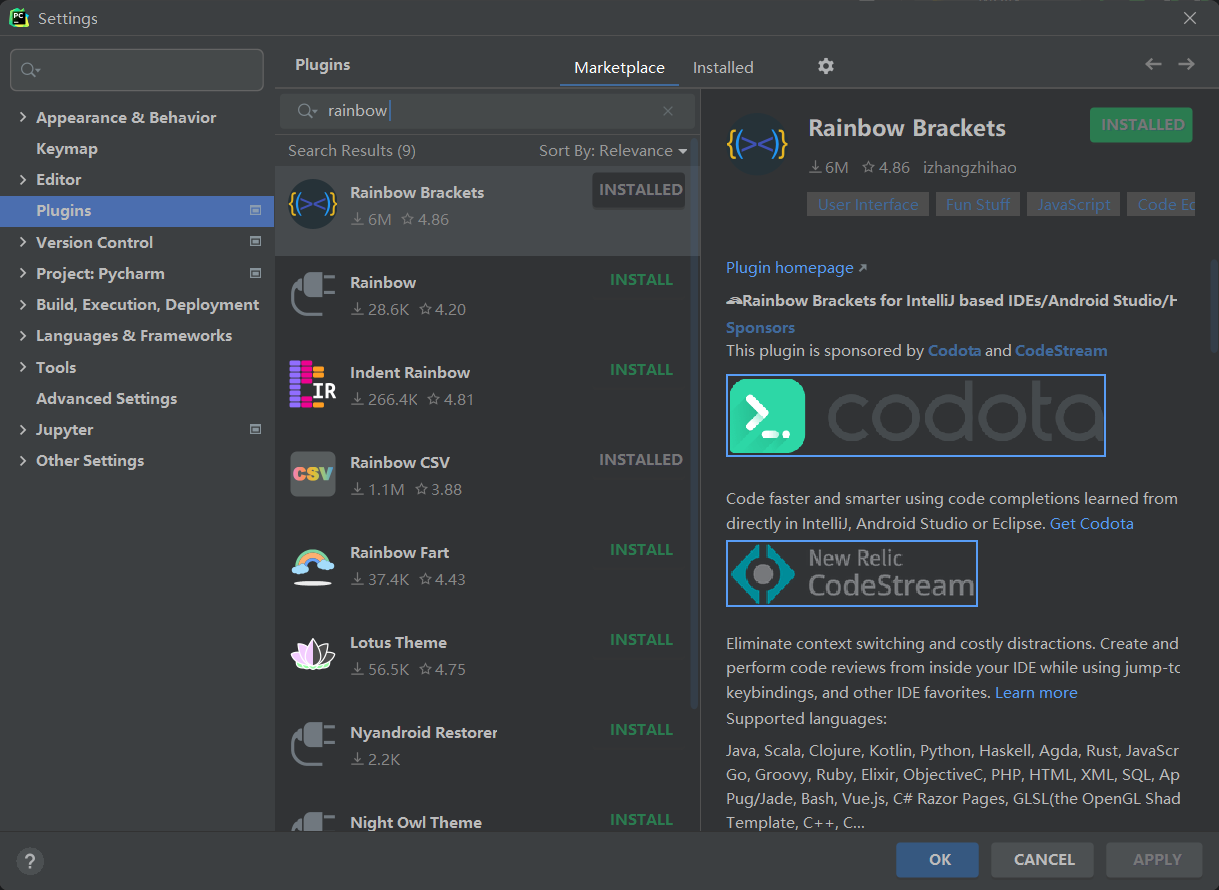 PC
Settings
Appearance & Behavior
Keymap
Editor
Plugins
Version Control
Project: Pycharm
Build, Execution, Deployment
Languages & Frameworks
Tools
Advanced Settings
Jupyter
Other Settings
Plugins
Marketplace
Installed
rainbow
Search Results (9)
Sort By: Relevance
Rainbow Brackets
INSTALLED
6M
4.86
Rainbow
INSTALL
28.6K
4.20
IR
Indent Rainbow
INSTALL
266.4K
4.81
CSV
Rainbow CSV
INSTALLED
1.1M
3.88
Rainbow Fart
INSTALL
37.4K
4.43
Lotus Theme
INSTALL
56.5K
4.75
Nyandroid Restorer
INSTALL
2.2K
Night Owl Theme
INSTALL
Rainbow Brackets
INSTALLED
6M
4.86
izhangzhihao
User Interface
Fun Stuff
JavaScript
Code Ec
Plugin homepage
Rainbow Brackets for IntelliJ based IDEs/Android Studio/H
Sponsors
This plugin is sponsored by Codota and CodeStream
codota
Code faster and smarter using code completions learned from
directly in IntelliJ, Android Studio or Eclipse. Get Codota
New Relic
CodeStream
Eliminate context switching and costly distractions. Create and
perform code reviews from inside your IDE while using jump-to
keybindings, and other IDE favorites. Learn more
Supported languages:
Java, Scala, Clojure, Kotlin, Python, Haskell, Agda, Rust, JavaScr
Go, Groovy, Ruby, Elixir, ObjectiveC, PHP, HTML, XML, SQL, Ap
Pug/Jade, Bash, Vue.js, C# Razor Pages, GLSL(the OpenGL Shad
Template, C++, C...
?
OK
CANCEL
APPLY